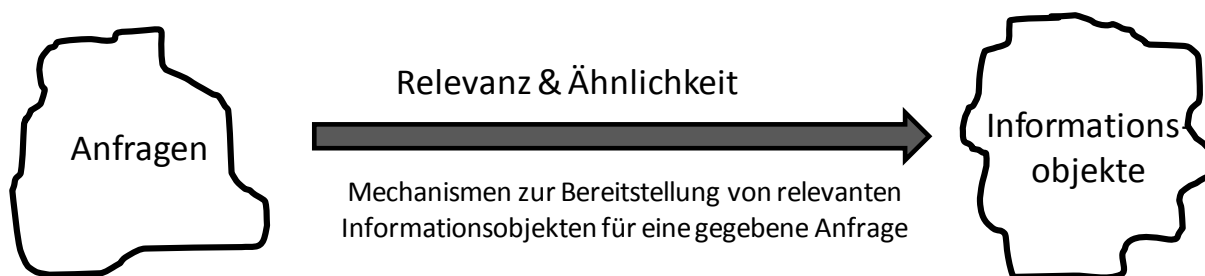 Relevanz & Ähnlichkeit
Anfragen
Informations-
objekte
Mechanismen zur Bereitstellung von relevanten
Informationsobjekten für eine gegebene Anfrage